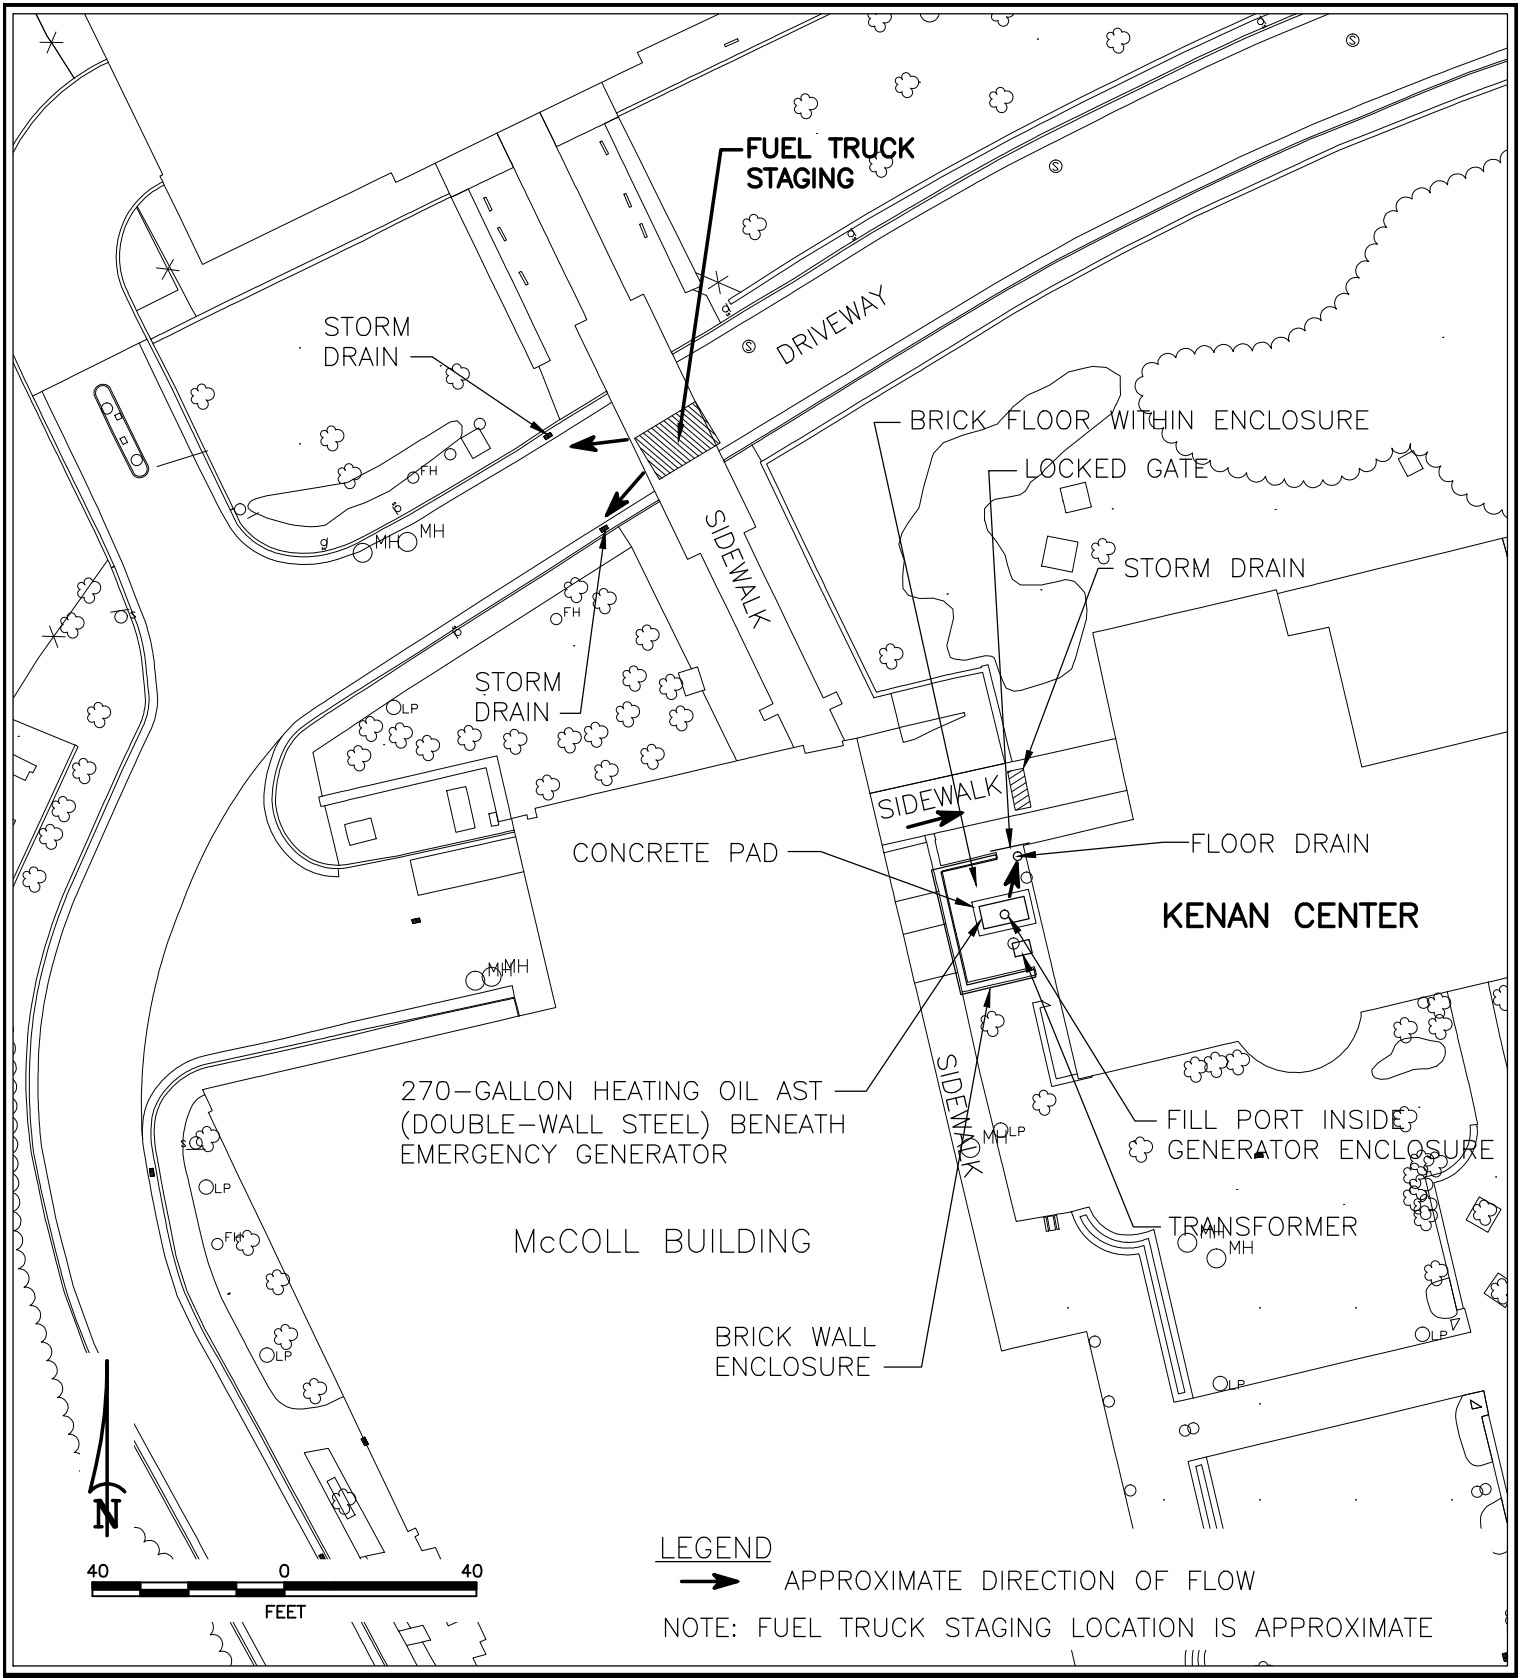 FUEL TRUCK
STAGING
STORM
DRAIN
DRIVEWAY
BRICK FLOOR WITHIN ENCLOSURE
LOCKED GATE
FH
MH
MH
SIDEWALK
STORM DRAIN
S
FH
STORM
DRAIN
LP
SIDEWALK
FLOOR DRAIN
CONCRETE PAD
KENAN CENTER
MH
MH
270-GALLON HEATING OIL AST
(DOUBLE-WALL STEEL) BENEATH
EMERGENCY GENERATOR
SIDEWALK
MH
LP
FILL PORT INSIDE
GENERATOR ENCLOSURE
S
LP
FH
McCOLL BUILDING
TRANSFORMER
MH
MH
BRICK WALL
ENCLOSURE
LP
LP
LP
N
40 0 40
FEET
LEGEND
APPROXIMATE DIRECTION OF FLOW
NOTE: FUEL TRUCK STAGING LOCATION IS APPROXIMATE